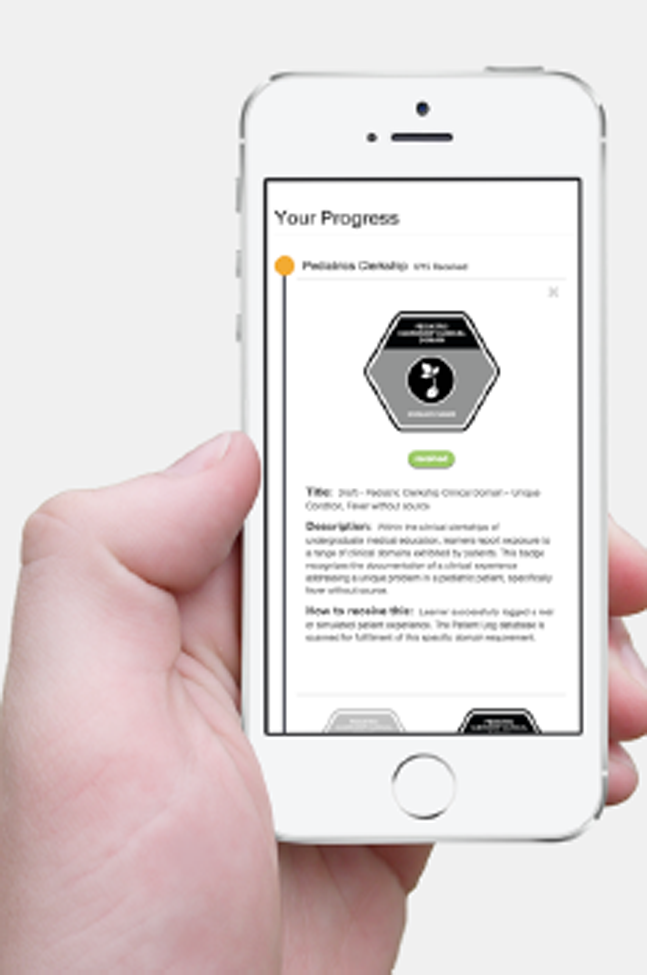 Your Progress
Pediatrics Clerkship Received
PEDIATRIC
CLERKSHIP CLINICAL
DOMAIN
received
Title: Draft - Pediatric Clerkship Clinical Domain - Unique
Condition, Fever without source
Description: Within the clinical clerkships of
undergraduate medical education, learners report exposure to
a range of clinical domains exhibited by patients. This badge
recognizes the documentation of a clinical experience
addressing a unique problem in a pediatric patient, specifically
fever without source.
How to receive this: Learner successfully logged a real
or simulated patient experience. The Patient Log database is
scanned for fulfillment of this specific domain requirement.